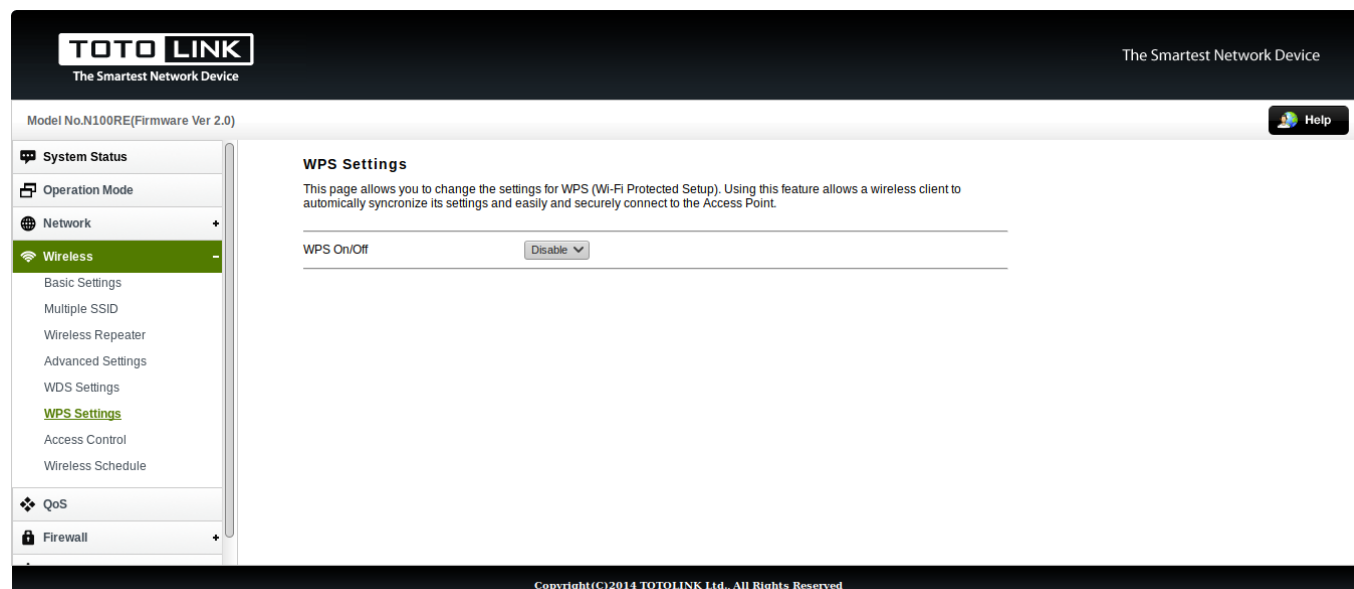 TOTO LINK
The Smartest Network Device
The Smartest Network Device
Model No.N100RE(Firmware Ver 2.0)
Help
System Status
Operation Mode
Network +
Wireless -
Basic Settings
Multiple SSID
Wireless Repeater
Advanced Settings
WDS Settings
WPS Settings
Access Control
Wireless Schedule
QoS
Firewall +
WPS Settings
This page allows you to change the settings for WPS (Wi-Fi Protected Setup). Using this feature allows a wireless client to
automically syncronize its settings and easily and securely connect to the Access Point.
WPS On/Off Disable
Copyright(C)2014 TOTOLINK Ltd., All Rights Reserved